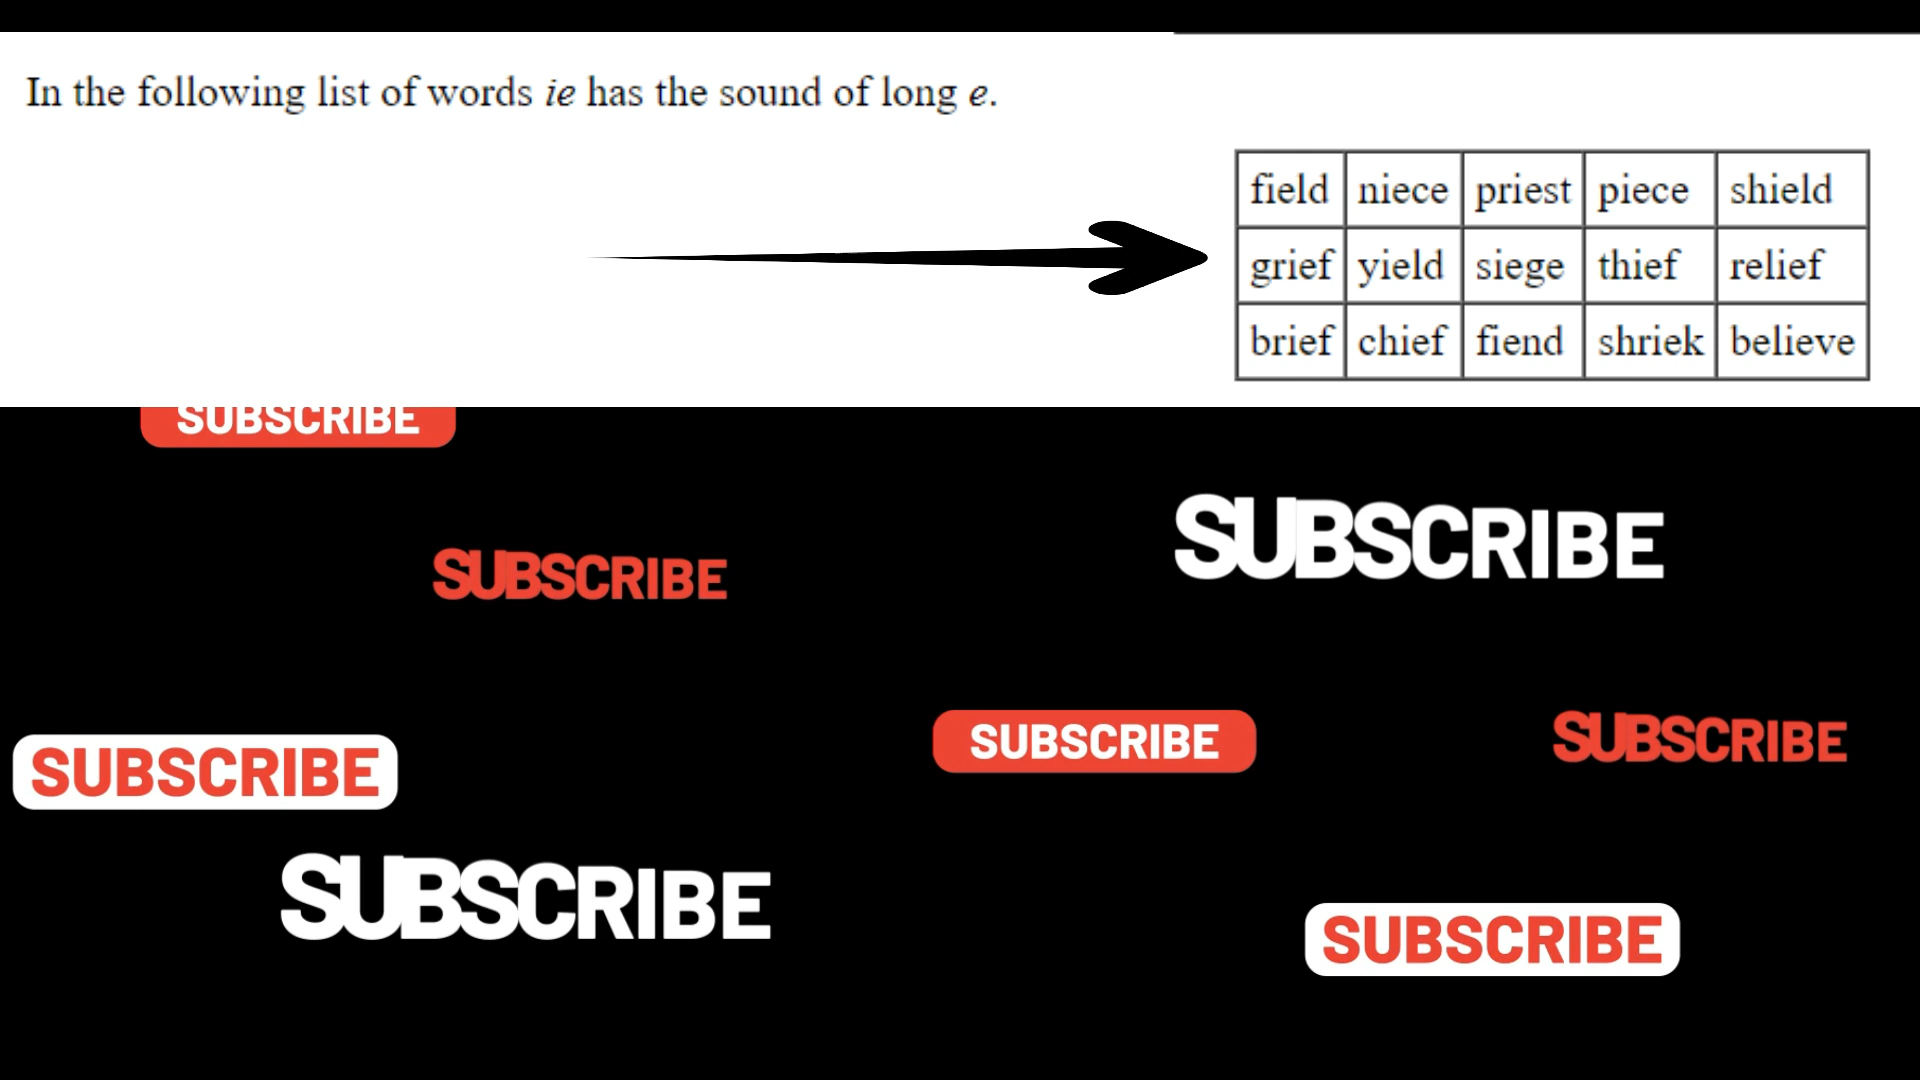 In the following list of words ie has the sound of long e.
field niece priest piece shield
grief yield siege thief relief
brief chief fiend shriek believe
SUBSCRIBE
SUBSCRIBE
SUBSCRIBE
SUBSCRIBE
SUBSCRIBE
SUBSCRIBE
SUBSCRIBE
SUBSCRIBE